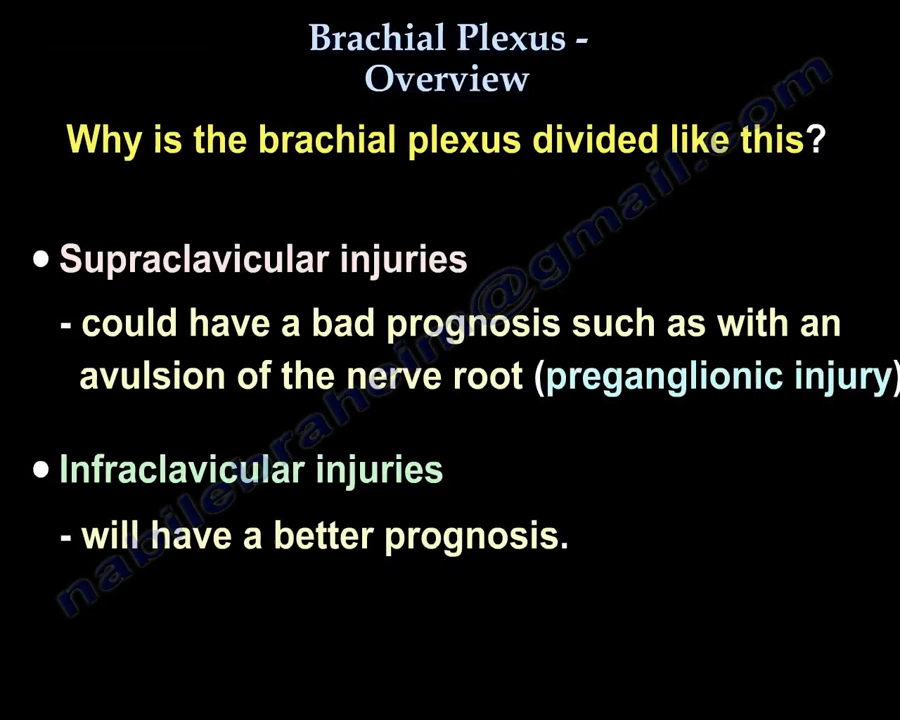 Brachial Plexus -
Overview
Why is the brachial plexus divided like this?
• Supraclavicular injuries
- could have a bad prognosis such as with an
avulsion of the nerve root (preganglionic injury)
• Infraclavicular injuries
- will have a better prognosis.